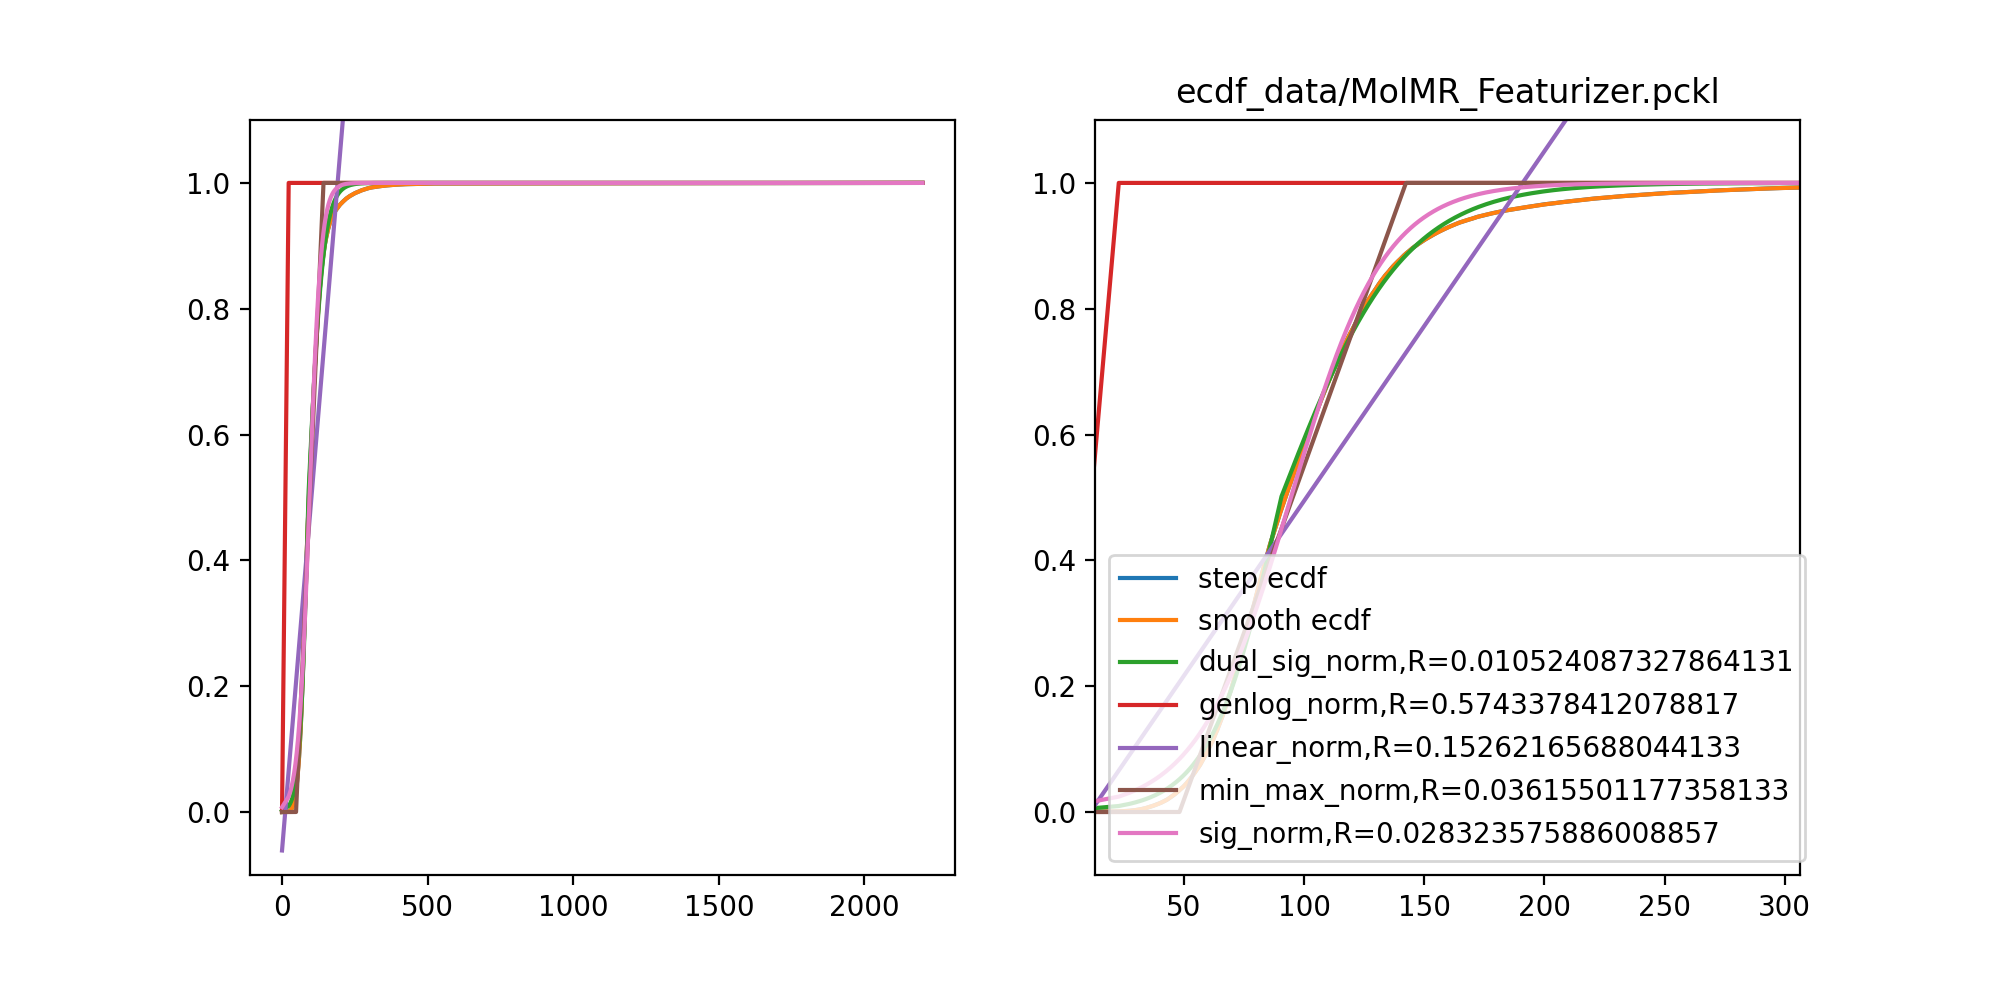 ecdf_data/MolMR_Featurizer.pckl
1.0
0.8
0.6
0.4
0.2
0.0
0 500 1000 1500 2000
1.0
0.8
0.6
0.4
0.2
0.0
step ecdf
smooth ecdf
dual_sig_norm,R=0.010524087327864131
genlog_norm,R=0.5743378412078817
linear_norm,R=0.15262165688044133
min_max_norm,R=0.03615501177358133
sig_norm,R=0.028323575886008857
50 100 150 200 250 300